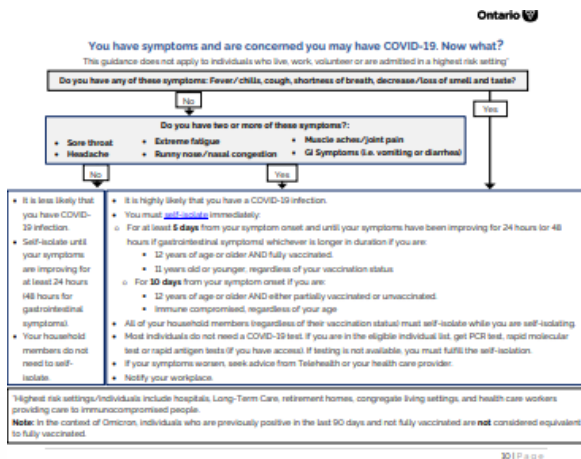 Ontario
You have symptoms and are concerned you may have COVID-19. Now what?
This guidance does not apply to individuals who live, work, volunteer or are admitted in a highest risk setting*
Do you have any of these symptoms: Fever/chills, cough, shortness of breath, decrease/loss of smell and taste?
No
Yes
Do you have two or more of these symptoms?:
• Sore throat
• Headache
• Extreme fatigue
• Runny nose/nasal congestion
• Muscle aches/joint pain
• GI Symptoms (i.e. vomiting or diarrhea)
No
Yes
• It is less likely that
you have COVID-
19 infection.
• Self-isolate until
your symptoms
are improving for
at least 24 hours
(48 hours for
gastrointestinal
symptoms).
• Your household
members do not
need to self-
isolate.
• It is highly likely that you have a COVID-19 infection.
• You must self-isolate immediately:
o For at least 5 days from your symptom onset and until your symptoms have been improving for 24 hours (or 48
hours if gastrointestinal symptoms) whichever is longer in duration if you are:
• 12 years of age or older AND fully vaccinated.
• 11 years old or younger, regardless of your vaccination status
o For 10 days from your symptom onset if you are:
• 12 years of age or older AND either partially vaccinated or unvaccinated.
• Immune compromised, regardless of your age
• All of your household members (regardless of their vaccination status) must self-isolate while you are self-isolating.
• Most individuals do not need a COVID-19 test. If you are in the eligible individual list, get PCR test, rapid molecular
test or rapid antigen tests (if you have access). If testing is not available, you must fulfill the self-isolation.
• If your symptoms worsen, seek advice from Telehealth or your health care provider.
• Notify your workplace.
*Highest risk settings/individuals include hospitals, Long-Term Care, retirement homes, congregate living settings, and health care workers
providing care to immunocompromised people.
Note: In the context of Omicron, individuals who are previously positive in the last 90 days and not fully vaccinated are not considered equivalent
to fully vaccinated.
10 | Page